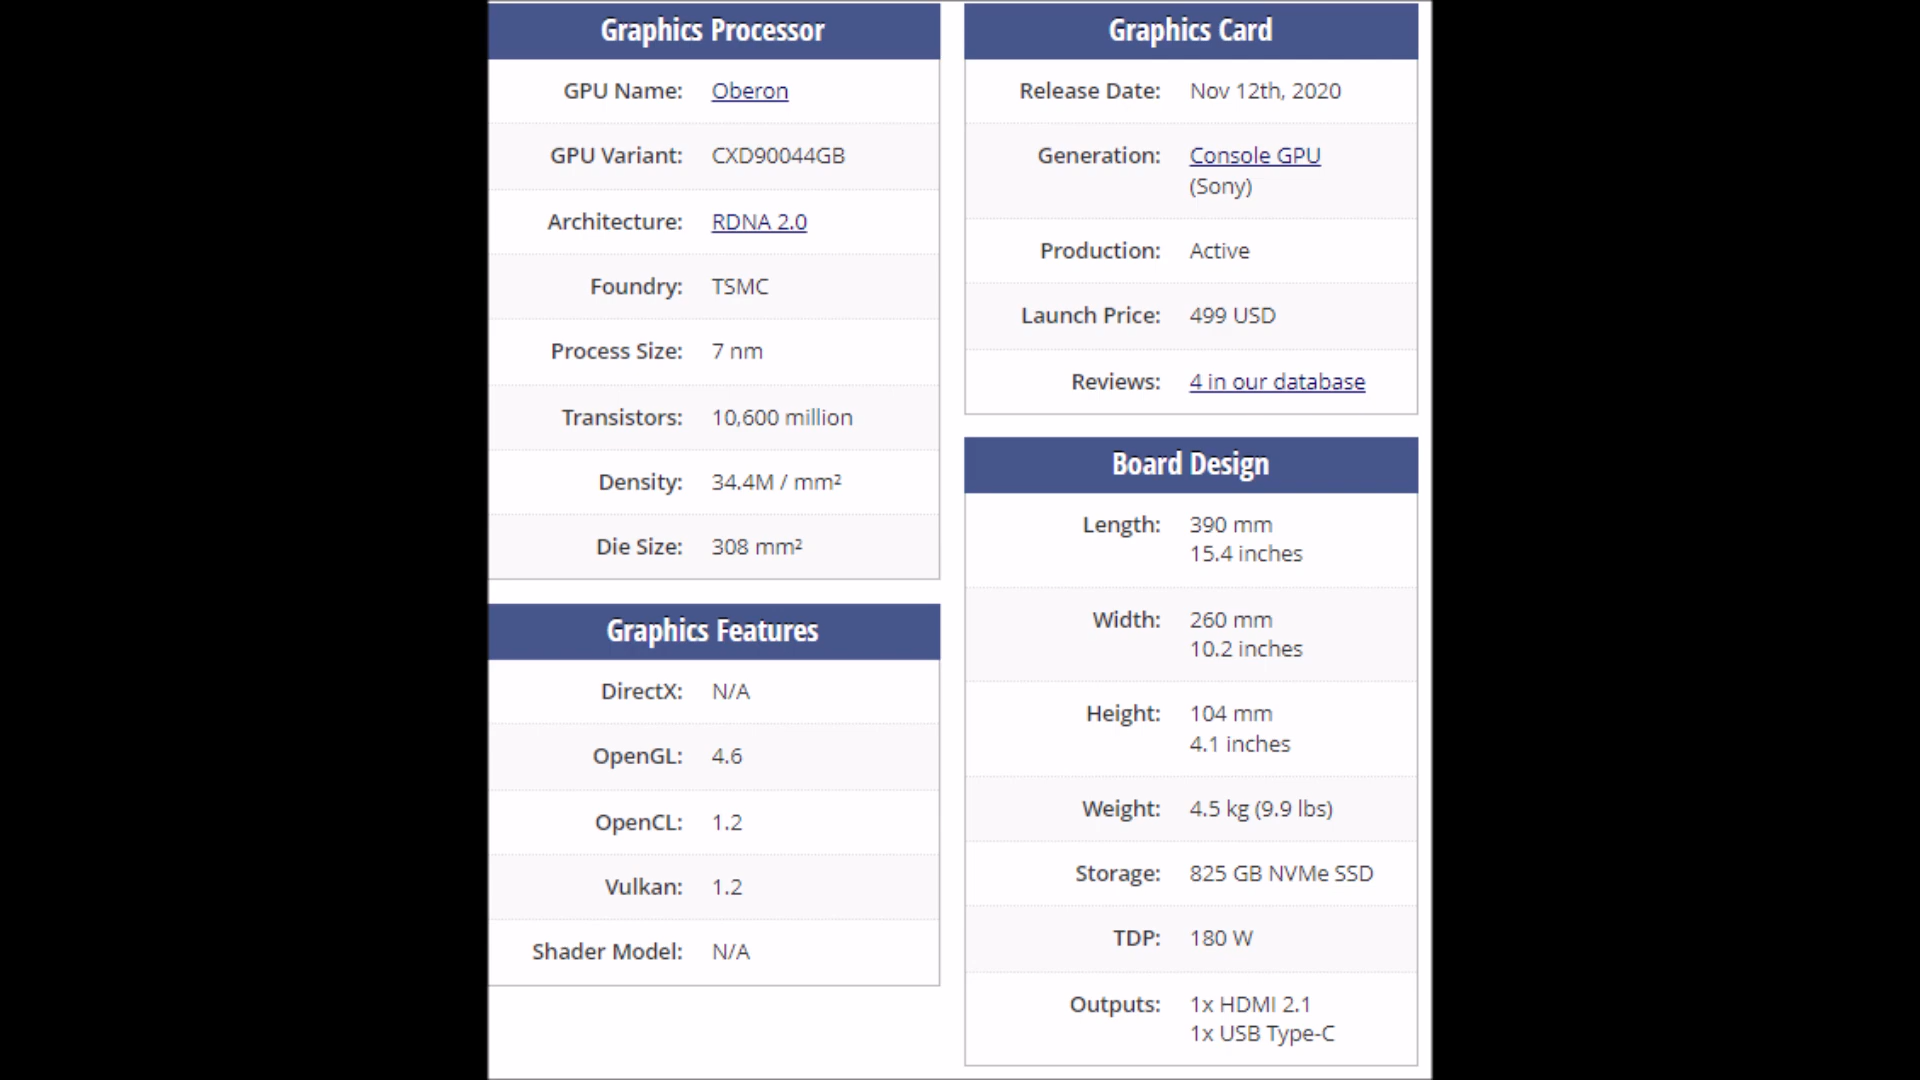 Graphics Processor
GPU Name: Oberon
GPU Variant: CXD90044GB
Architecture: RDNA 2.0
Foundry: TSMC
Process Size: 7 nm
Transistors: 10,600 million
Density: 34.4M / mm²
Die Size: 308 mm²
Graphics Features
DirectX: N/A
OpenGL: 4.6
OpenCL: 1.2
Vulkan: 1.2
Shader Model: N/A
Graphics Card
Release Date: Nov 12th, 2020
Generation: Console GPU
(Sony)
Production: Active
Launch Price: 499 USD
Reviews: 4 in our database
Board Design
Length: 390 mm
15.4 inches
Width: 260 mm
10.2 inches
Height: 104 mm
4.1 inches
Weight: 4.5 kg (9.9 lbs)
Storage: 825 GB NVMe SSD
TDP: 180 W
Outputs: 1x HDMI 2.1
1x USB Type-C